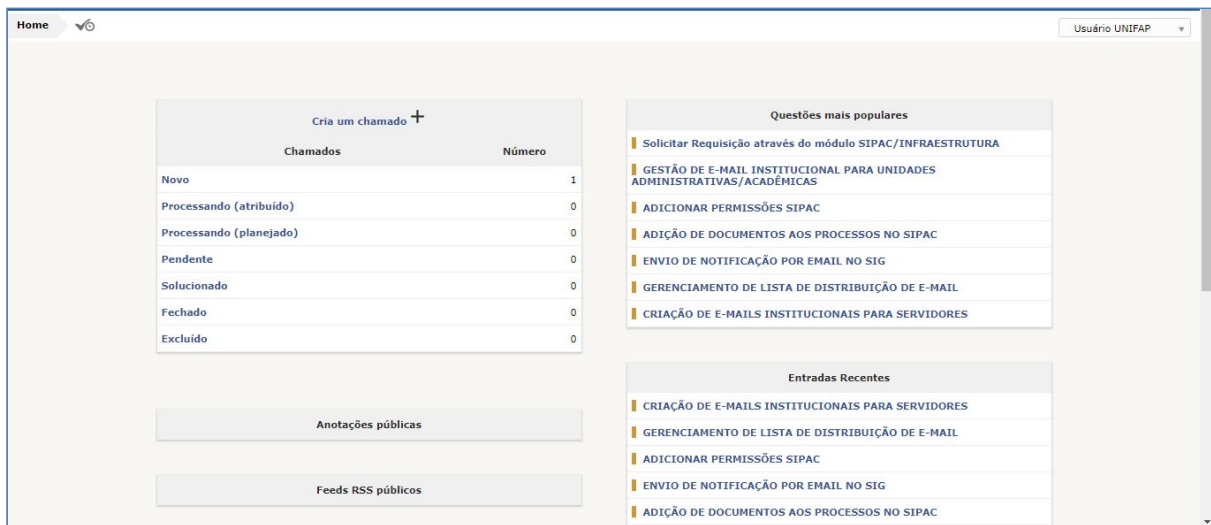 Home
Usuário UNIFAP
Cria um chamado +
Chamados Número
Novo 1
Processando (atribuído) 0
Processando (planejado) 0
Pendente 0
Solucionado 0
Fechado 0
Excluído 0
Anotações públicas
Feeds RSS públicos
Questões mais populares
Solicitar Requisição através do módulo SIPAC/INFRAESTRUTURA
GESTÃO DE E-MAIL INSTITUCIONAL PARA UNIDADES
ADMINISTRATIVAS/ACADÊMICAS
ADICIONAR PERMISSÕES SIPAC
ADIÇÃO DE DOCUMENTOS AOS PROCESSOS NO SIPAC
ENVIO DE NOTIFICAÇÃO POR EMAIL NO SIG
GERENCIAMENTO DE LISTA DE DISTRIBUIÇÃO DE E-MAIL
CRIAÇÃO DE E-MAILS INSTITUCIONAIS PARA SERVIDORES
Entradas Recentes
CRIAÇÃO DE E-MAILS INSTITUCIONAIS PARA SERVIDORES
GERENCIAMENTO DE LISTA DE DISTRIBUIÇÃO DE E-MAIL
ADICIONAR PERMISSÕES SIPAC
ENVIO DE NOTIFICAÇÃO POR EMAIL NO SIG
ADIÇÃO DE DOCUMENTOS AOS PROCESSOS NO SIPAC